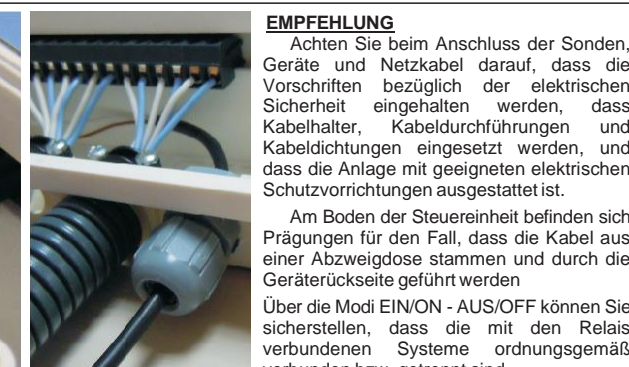 EMPFEHLUNG
Achten Sie beim Anschluss der Sonden,
Geräte und Netzkabel darauf, dass die
Vorschriften bezüglich der elektrischen
Sicherheit eingehalten werden, dass
Kabelhalter, Kabeldurchführungen und
Kabeldichtungen eingesetzt werden, und
dass die Anlage mit geeigneten elektrischen
Schutzvorrichtungen ausgestattet ist.
Am Boden der Steuereinheit befinden sich
Prägungen für den Fall, dass die Kabel aus
einer Abzweigdose stammen und durch die
Geräterückseite geführt werden
Über die Modi EIN/ON - AUS/OFF können Sie
sicherstellen, dass die mit den Relais
verbundenen Systeme ordnungsgemäß
verbunden bzw. getrennt sind